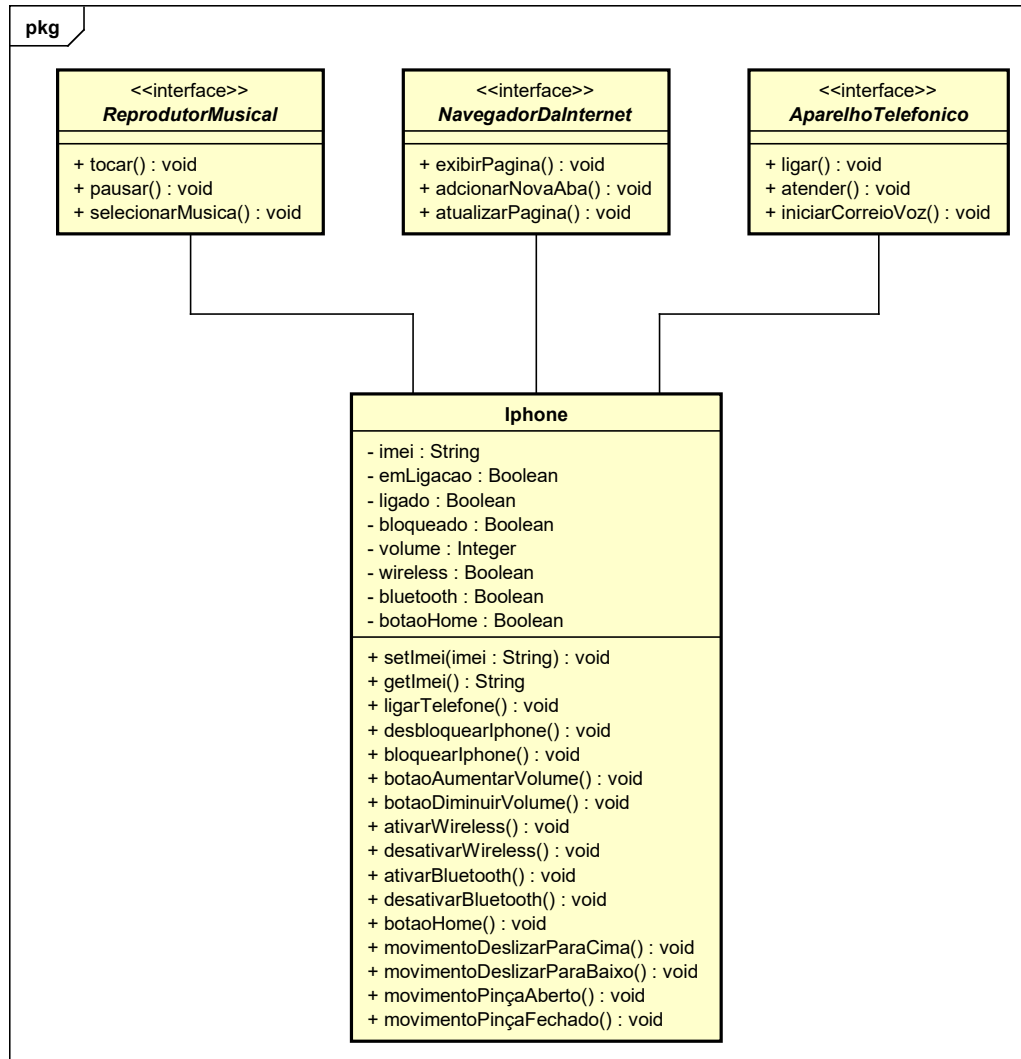 pkg
<<interface>>
ReprodutorMusical
+ tocar() : void
+ pausar() : void
+ selecionarMusica() : void
<<interface>>
NavegadorDaInternet
+ exibirPagina() : void
+ adcionarNovaAba() : void
+ atualizarPagina() : void
<<interface>>
AparelhoTelefonico
+ ligar() : void
+ atender() : void
+ iniciarCorreioVoz() : void
Iphone
- imei : String
- emLigacao : Boolean
- ligado : Boolean
- bloqueado : Boolean
- volume : Integer
- wireless : Boolean
- bluetooth : Boolean
- botaoHome : Boolean
+ setImei(imei : String) : void
+ getImei() : String
+ ligarTelefone() : void
+ desbloquearIphone() : void
+ bloquearIphone() : void
+ botaoAumentarVolume() : void
+ botaoDiminuirVolume() : void
+ ativarWireless() : void
+ desativarWireless() : void
+ ativarBluetooth() : void
+ desativarBluetooth() : void
+ botaoHome() : void
+ movimentoDeslizarParaCima() : void
+ movimentoDeslizarParaBaixo() : void
+ movimentoPinçaAberto() : void
+ movimentoPinçaFechado() : void